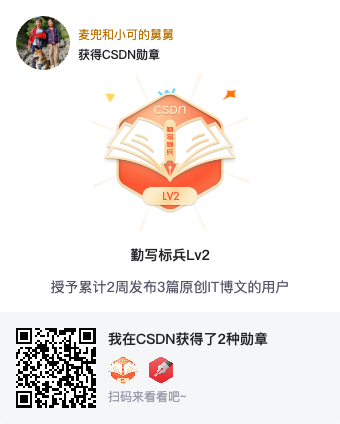 麦兜和小可的舅舅
获得CSDN勋章
CSDN
勤写标兵
LV2
勤写标兵Lv2
授予累计2周发布3篇原创IT博文的用户
我在CSDN获得了2种勋章
扫码来看看吧~